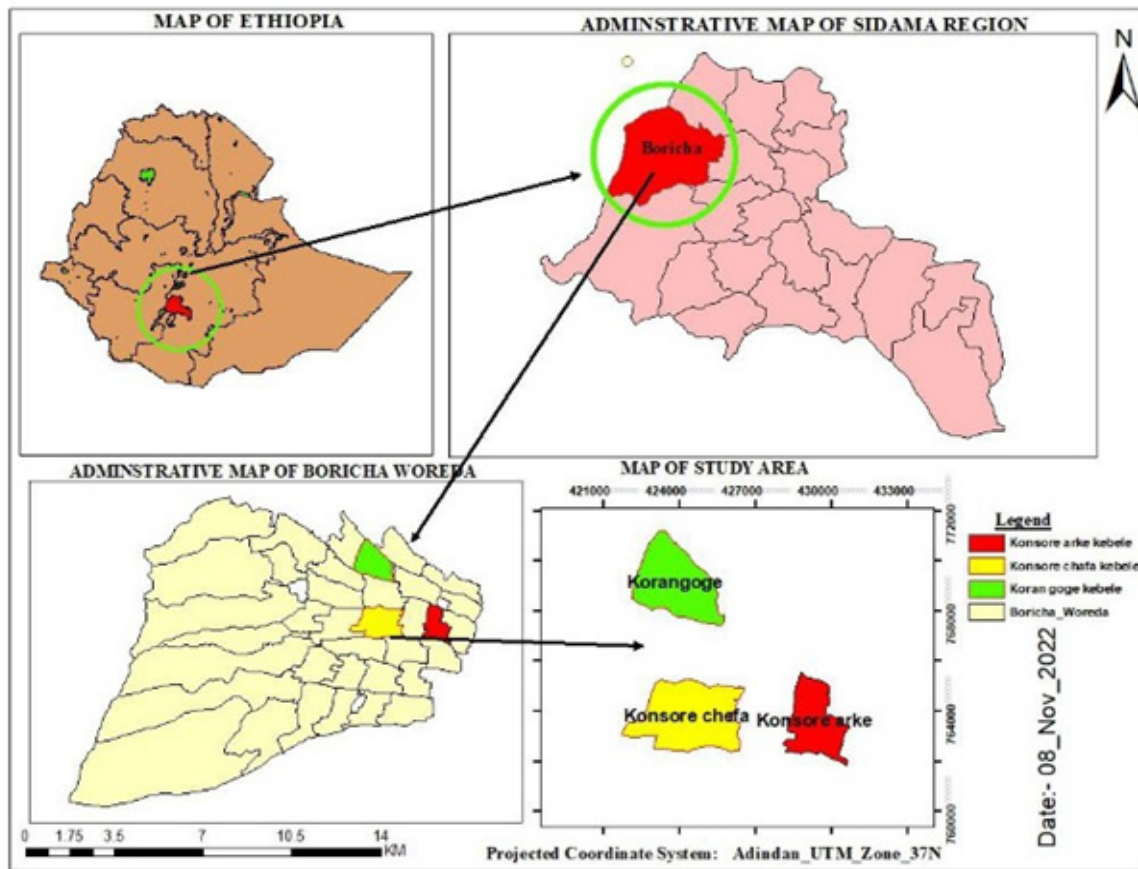 MAP OF ETHIOPIA
ADMINSTRATIVE MAP OF SIDAMA REGION
N
Boricha
ADMINSTRATIVE MAP OF BORICHA WOREDA
MAP OF STUDY AREA
421000 424000 427000 430000 433000
772000
768000
764000
760000
Korangoge
Konsore chefa
Konsore arke
Legend
Konsore arke kebele
Konsore chafa kebele
Koran goge kebele
Boricha_Woreda
Date:- 08_Nov_2022
0 1.75 3.5 7 10.5 14
KM
Projected Coordinate System: Adindan_UTM_Zone_37N